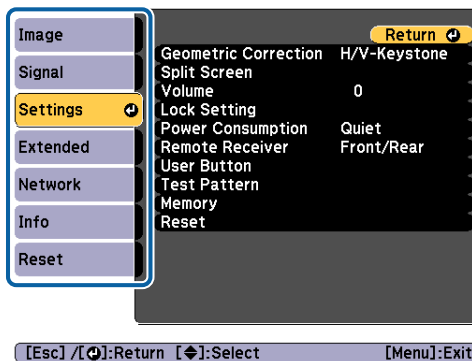 Image
Signal
Settings
Extended
Network
Info
Reset
Return
Geometric Correction H/V-Keystone
Split Screen
Volume 0
Lock Setting
Power Consumption Quiet
Remote Receiver Front/Rear
User Button
Test Pattern
Memory
Reset
[Esc] /[⏎]:Return [◆]:Select [Menu]:Exit